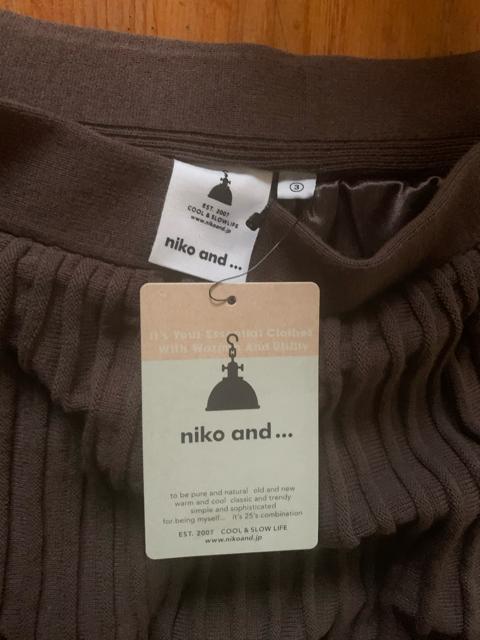 EST. 2007
COOL & SLOWLIFE
www.nikoand.jp
niko and ...
3
It's Your Essential Clothes
With Warmth And Utility
niko and ...
to be pure and natural old and new
warm and cool classic and trendy
simple and sophisticated
for being myself... it's 25's combination
EST. 2007 COOL & SLOW LIFE
www.nikoand.jp